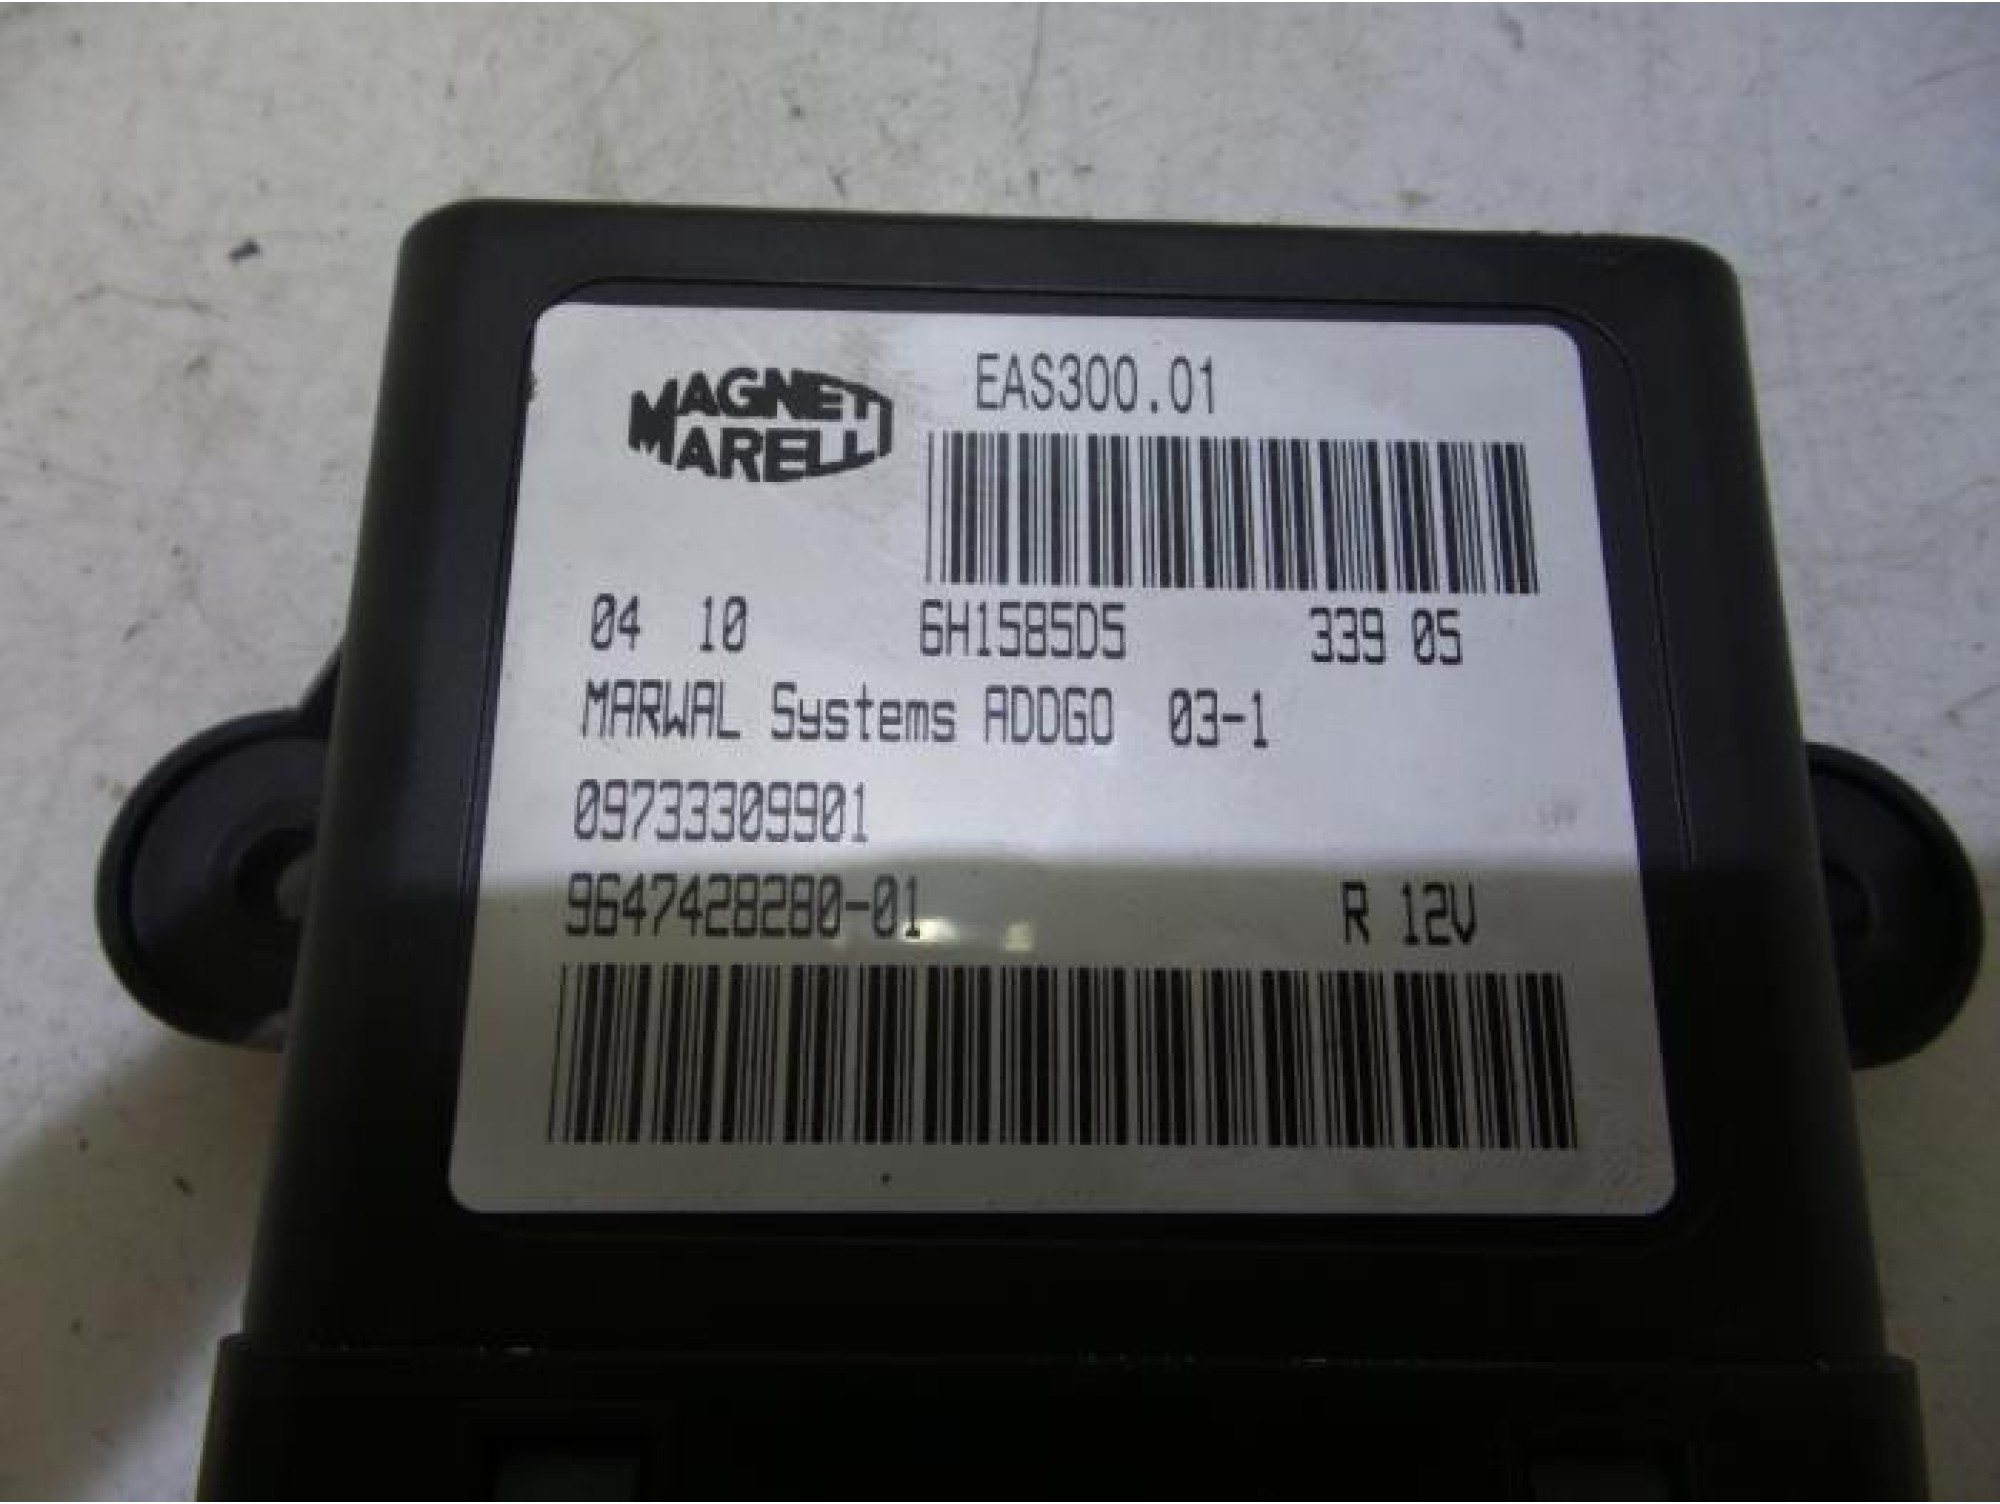 MAGNETI
MARELLI
EAS300.01
04 10 6H1585D5 339 05
MARWAL Systems ADDGO 03-1
09733309901
9647428280-01 R 12V